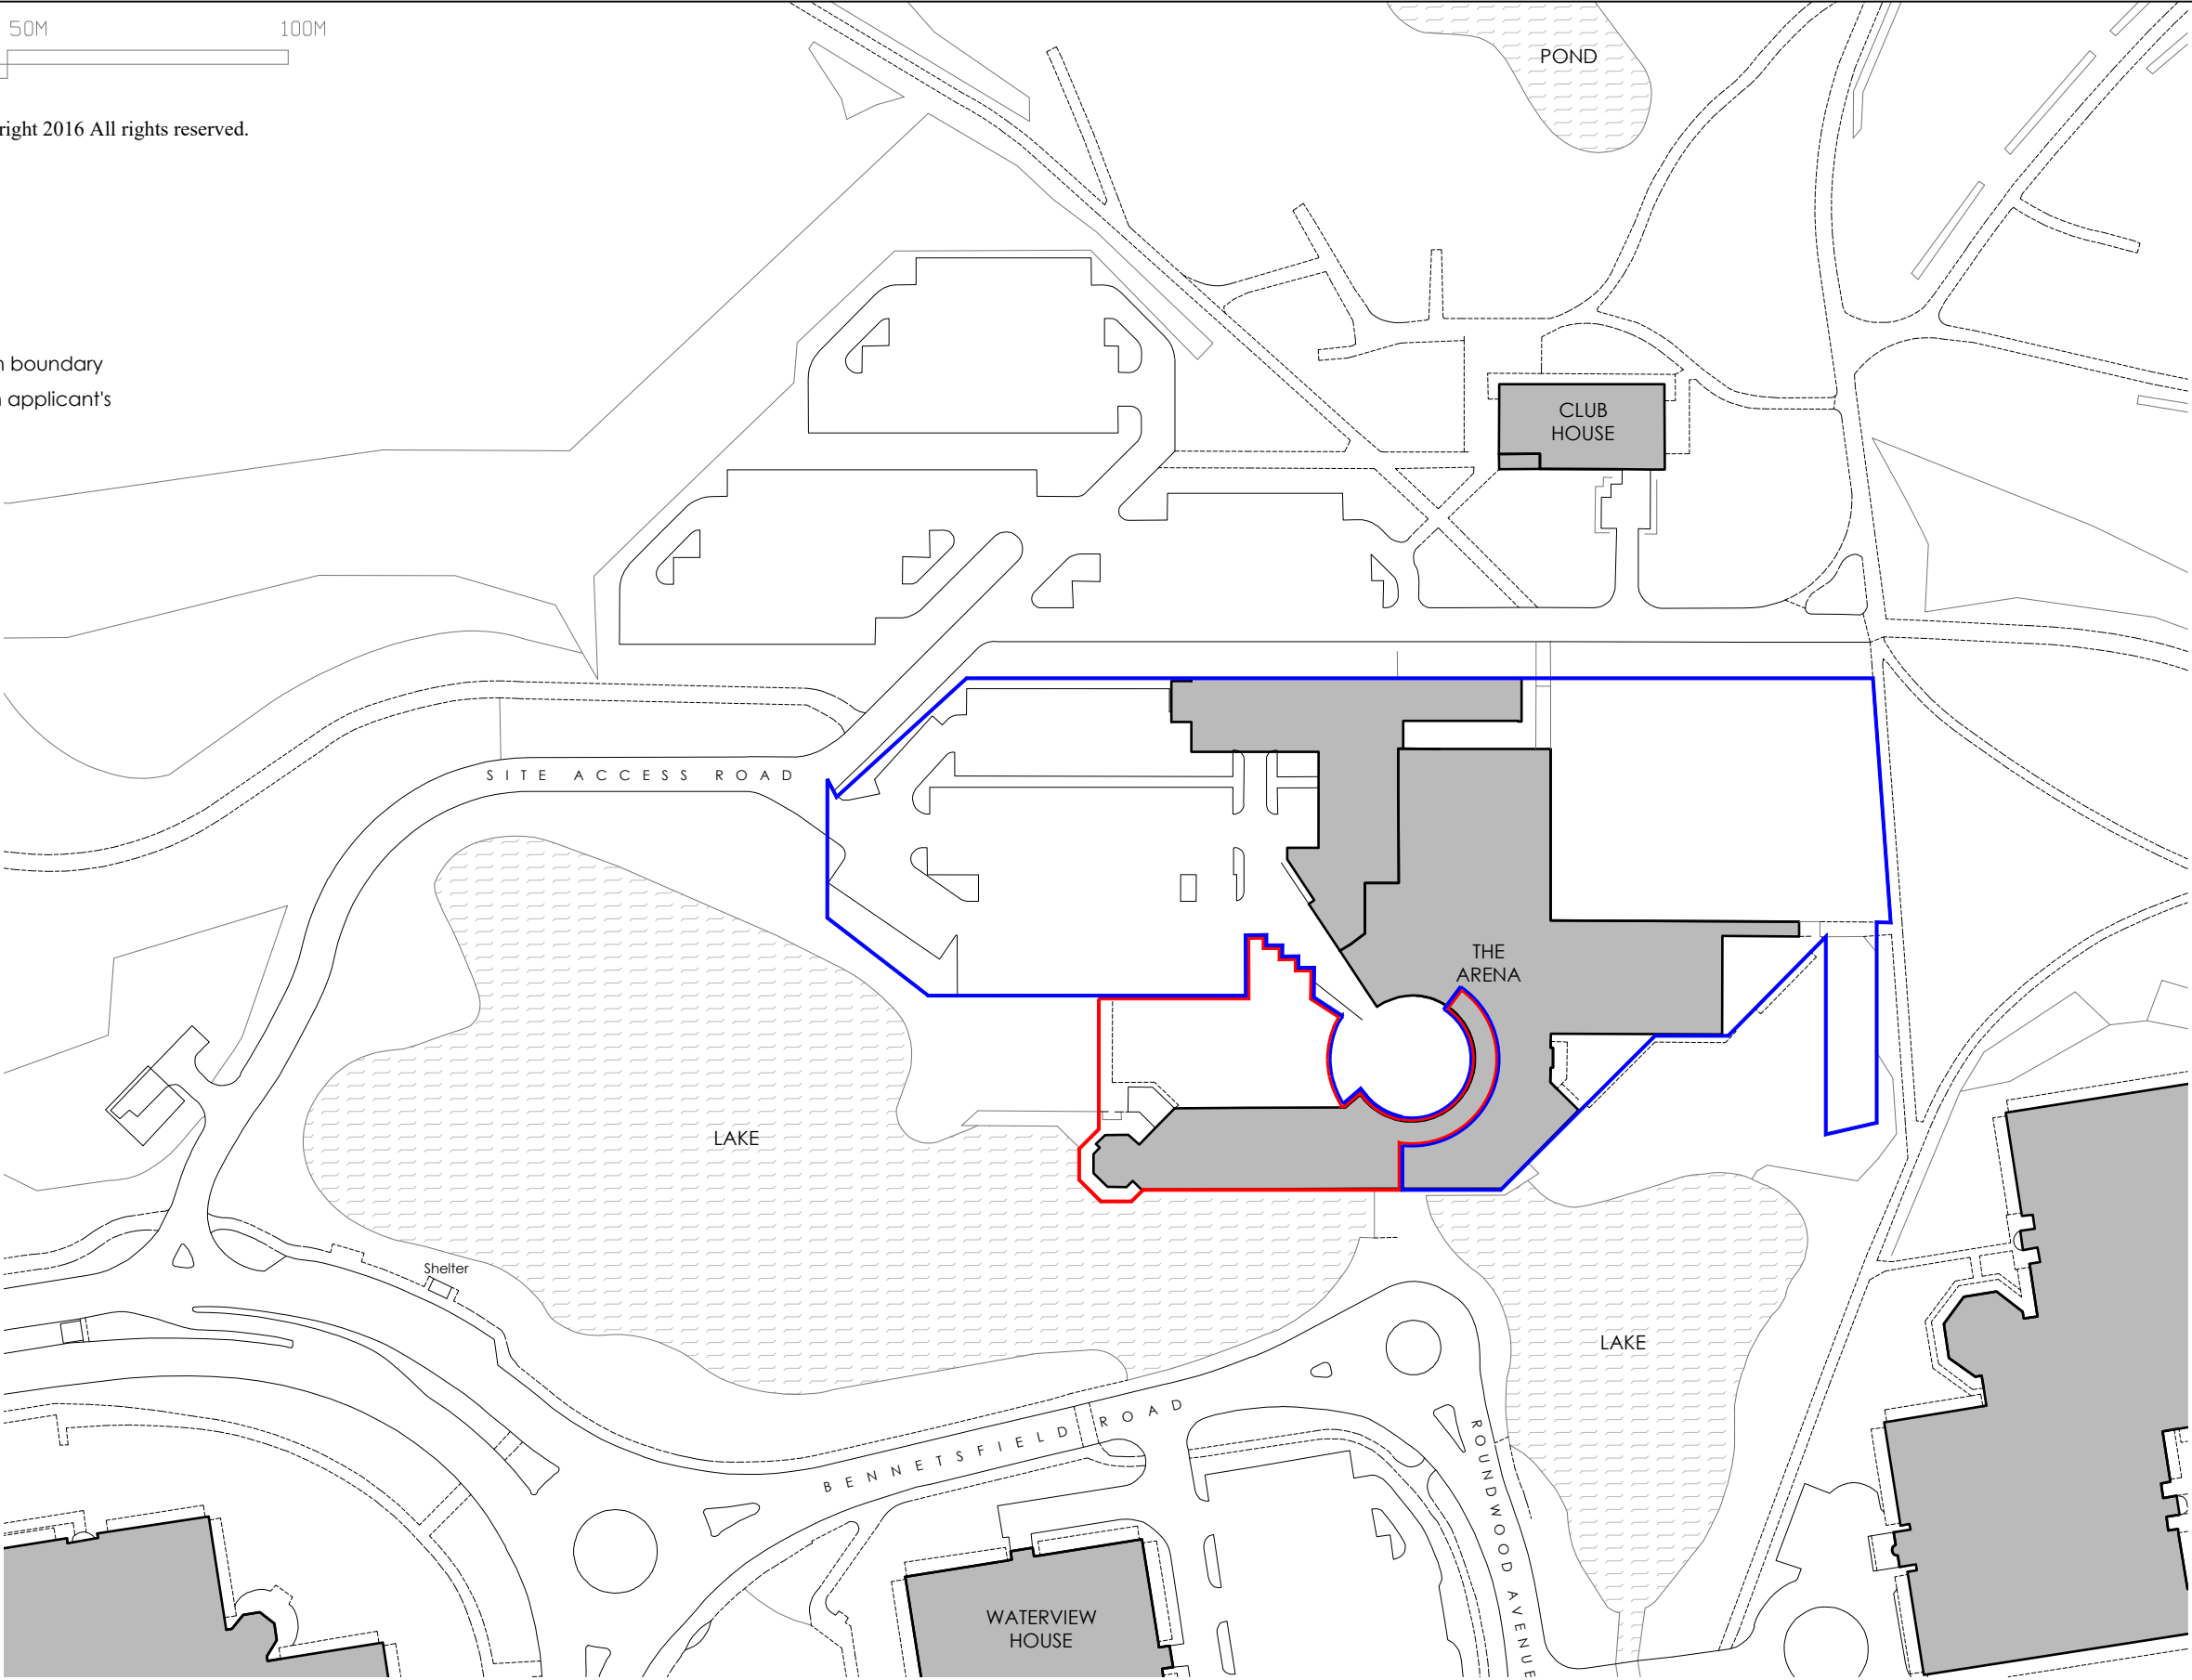 50M 100M
right 2016 All rights reserved.
boundary
applicant's
POND
CLUB
HOUSE
SITE ACCESS ROAD
THE
ARENA
LAKE
Shelter
LAKE
BENNETSFIELD ROAD
ROUNDWOOD AVENUE
WATERVIEW
HOUSE